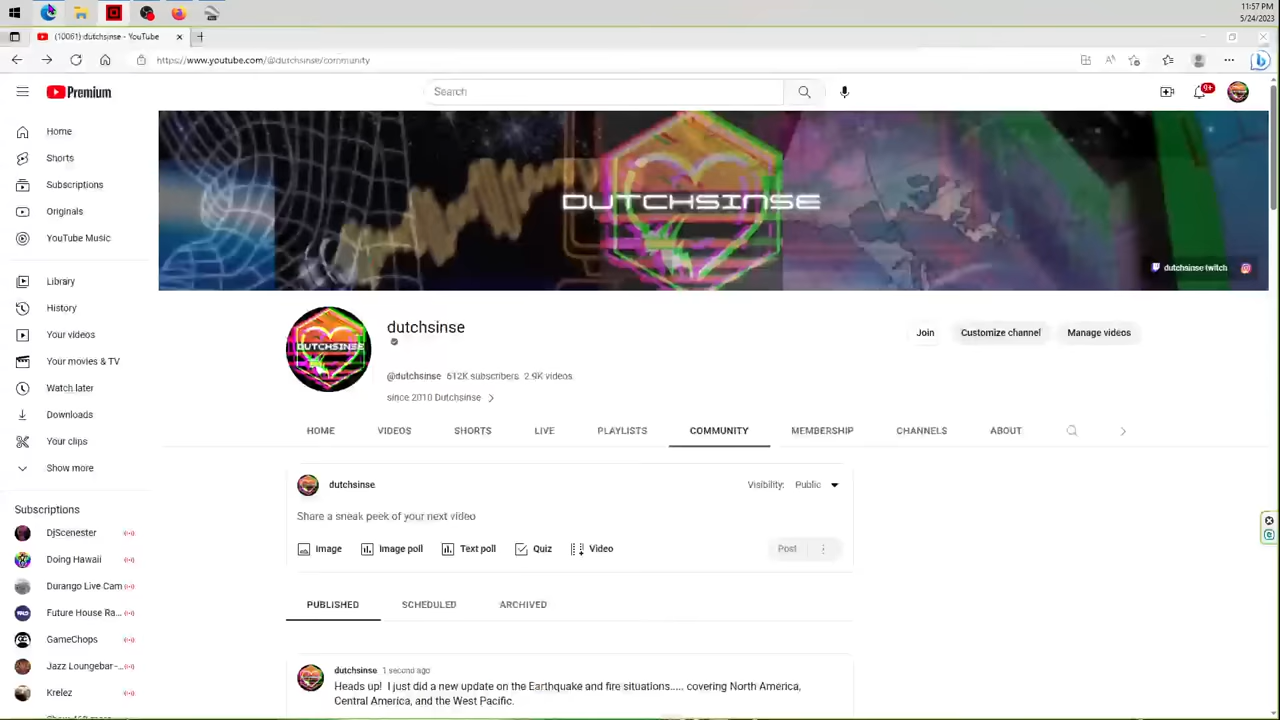 11:57 PM
5/24/2023
(10061) dutchsinse - YouTube
https://www.youtube.com/@dutchsinse/community
Premium
Search
9+
Home
Shorts
Subscriptions
Originals
YouTube Music
Library
History
Your videos
Your movies & TV
Watch later
Downloads
Your clips
Show more
Subscriptions
DjScenester
Doing Hawaii
Durango Live Cam
Future House Ra...
GameChops
Jazz Loungebar -...
Krelez
DUTCHSINSE
dutchsinse twitch
DUTCHSINSE
dutchsinse
@dutchsinse 612K subscribers 2.9K videos
since 2010 Dutchsinse
Join
Customize channel
Manage videos
HOME
VIDEOS
SHORTS
LIVE
PLAYLISTS
COMMUNITY
MEMBERSHIP
CHANNELS
ABOUT
dutchsinse
Visibility: Public
Share a sneak peek of your next video
Image
Image poll
Text poll
Quiz
Video
Post
PUBLISHED
SCHEDULED
ARCHIVED
dutchsinse 1 second ago
Heads up! I just did a new update on the Earthquake and fire situations..... covering North America,
Central America, and the West Pacific.